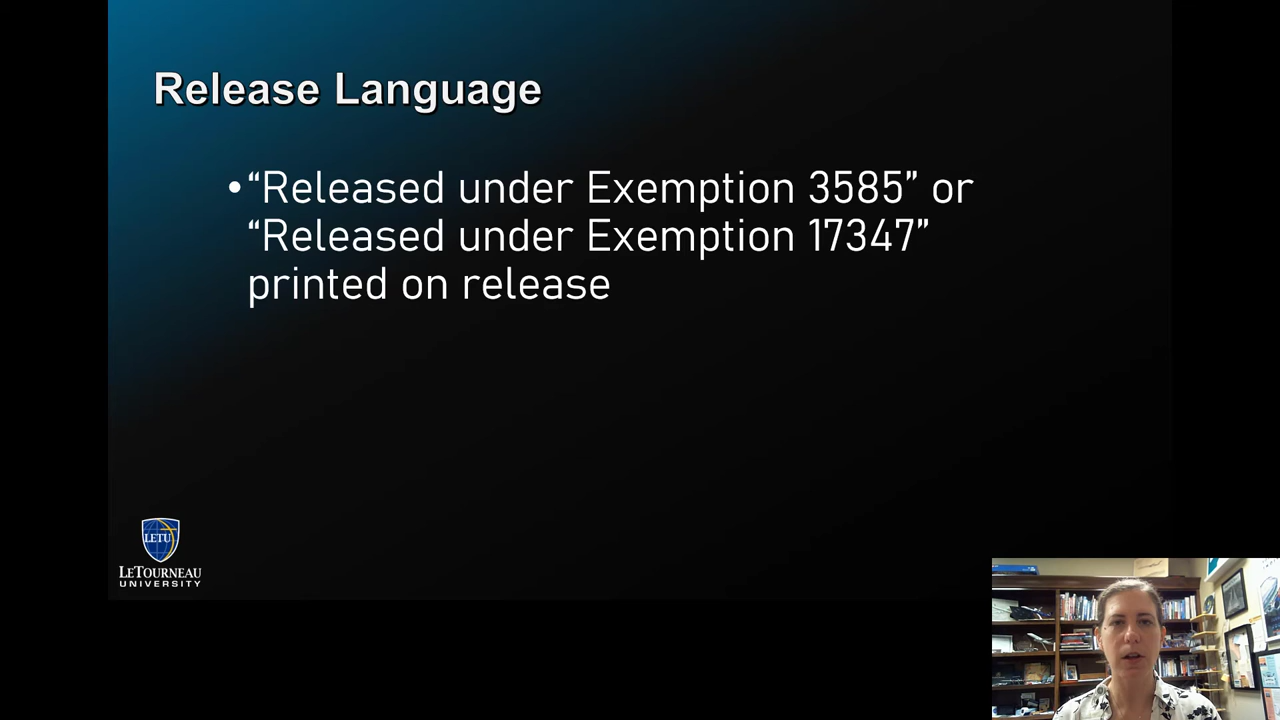 Release Language
•“Released under Exemption 3585” or
“Released under Exemption 17347”
printed on release
LETU
LETOURNEAU
UNIVERSITY